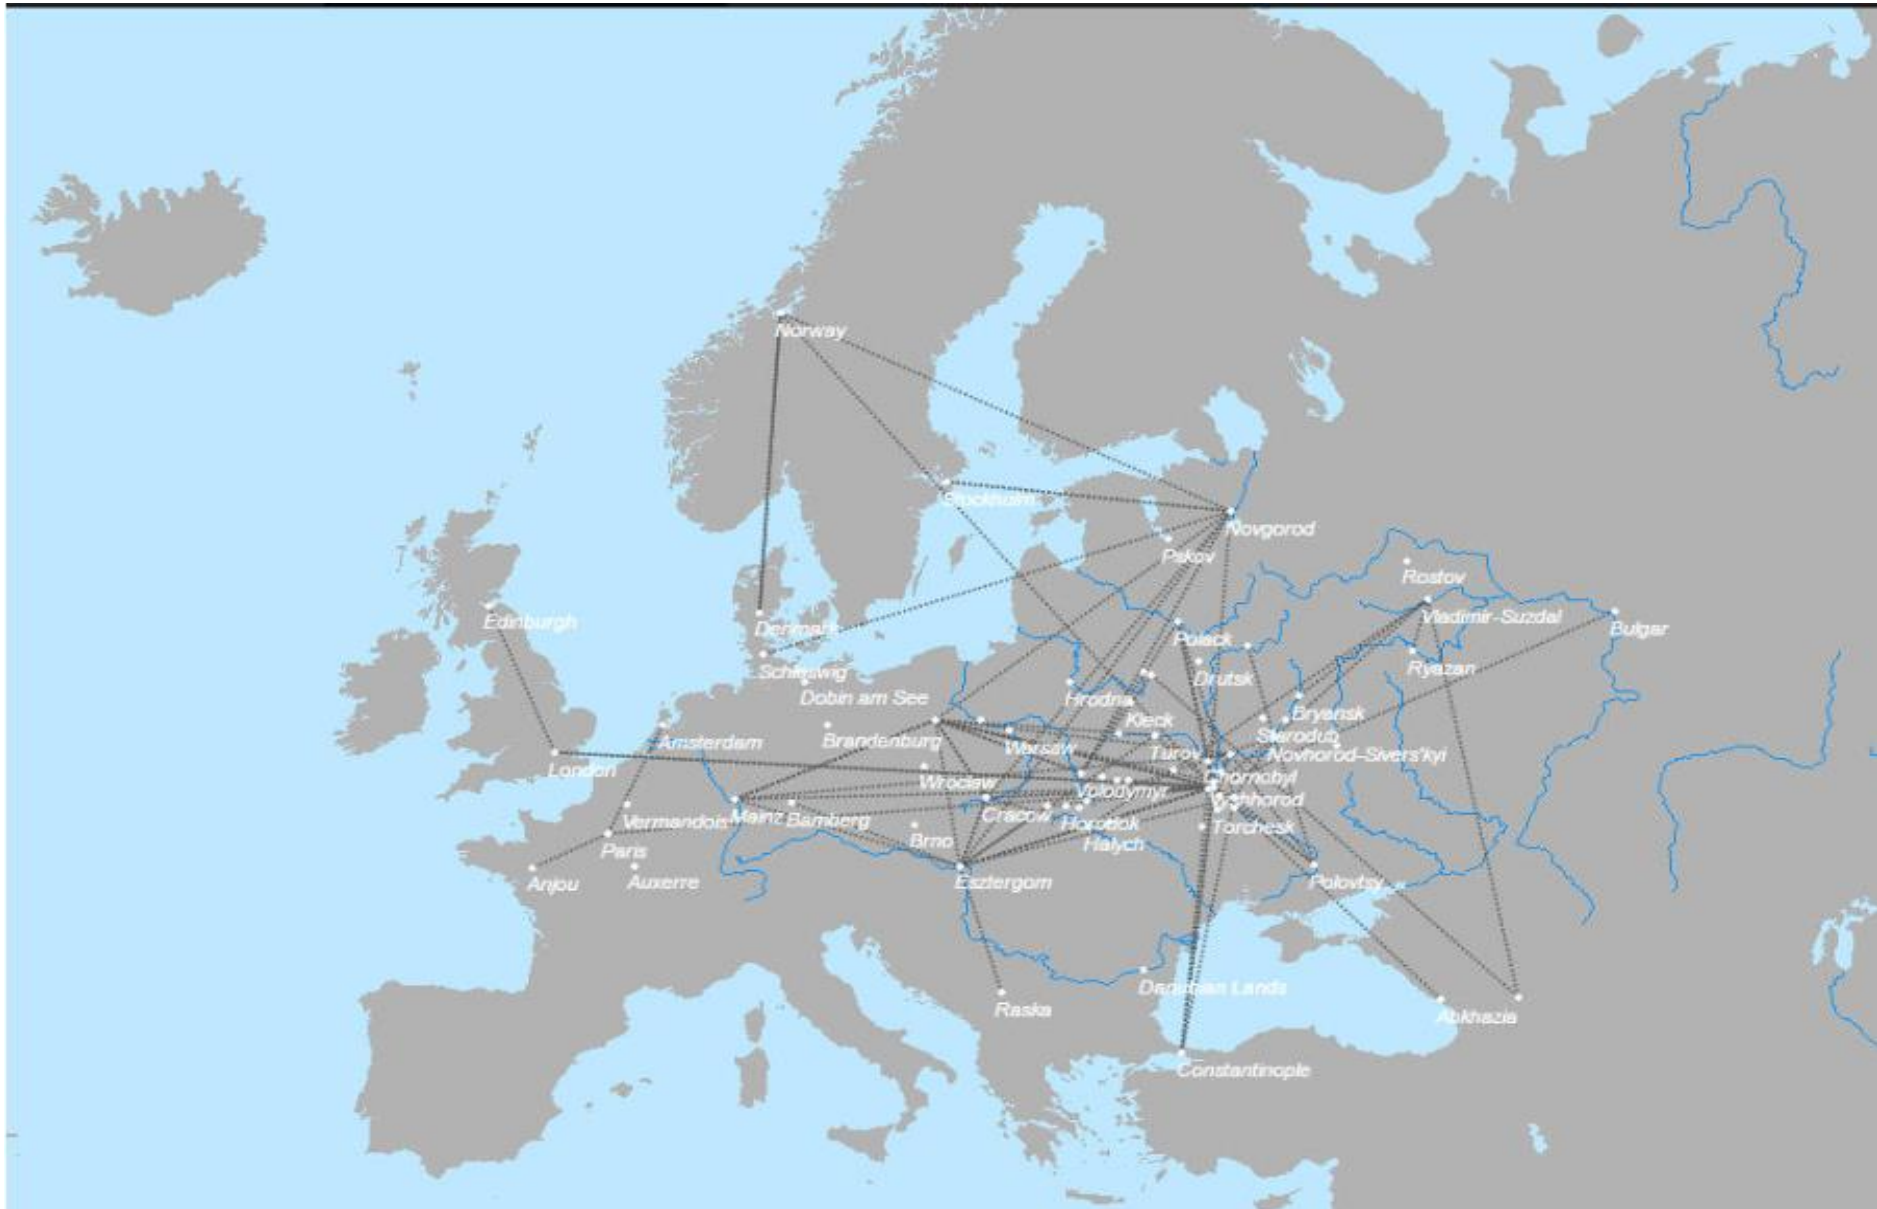 Norway
Stockholm
Novgorod
Pskov
Rostov
Edinburgh
Denmark
Polack
Vladimir-Suzdal
Bulgar
Schleswig
Drutsk
Ryazan
Dobin am See
Hrodna
Kleck
Bryansk
Amsterdam
Brandenburg
Warsaw
Turov
Starodub
Novhorod-Sivers'kyi
London
Wroclaw
Volodymyr
Chornobyl
Vermandois
Mainz
Bamberg
Cracow
Horodok
Torchesk
Paris
Brno
Halych
Anjou
Auxerre
Esztergom
Polovtsy
Raska
Danubian Lands
Abkhazia
Constantinople